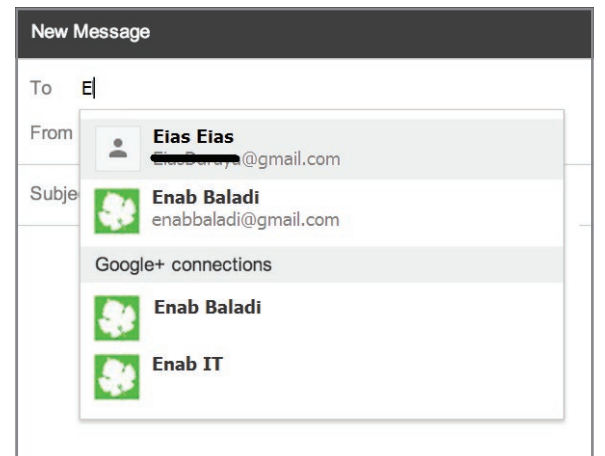 New Message
To E
From
Eias Eias
@gmail.com
Subje
Enab Baladi
enabbaladi@gmail.com
Google+ connections
Enab Baladi
Enab IT